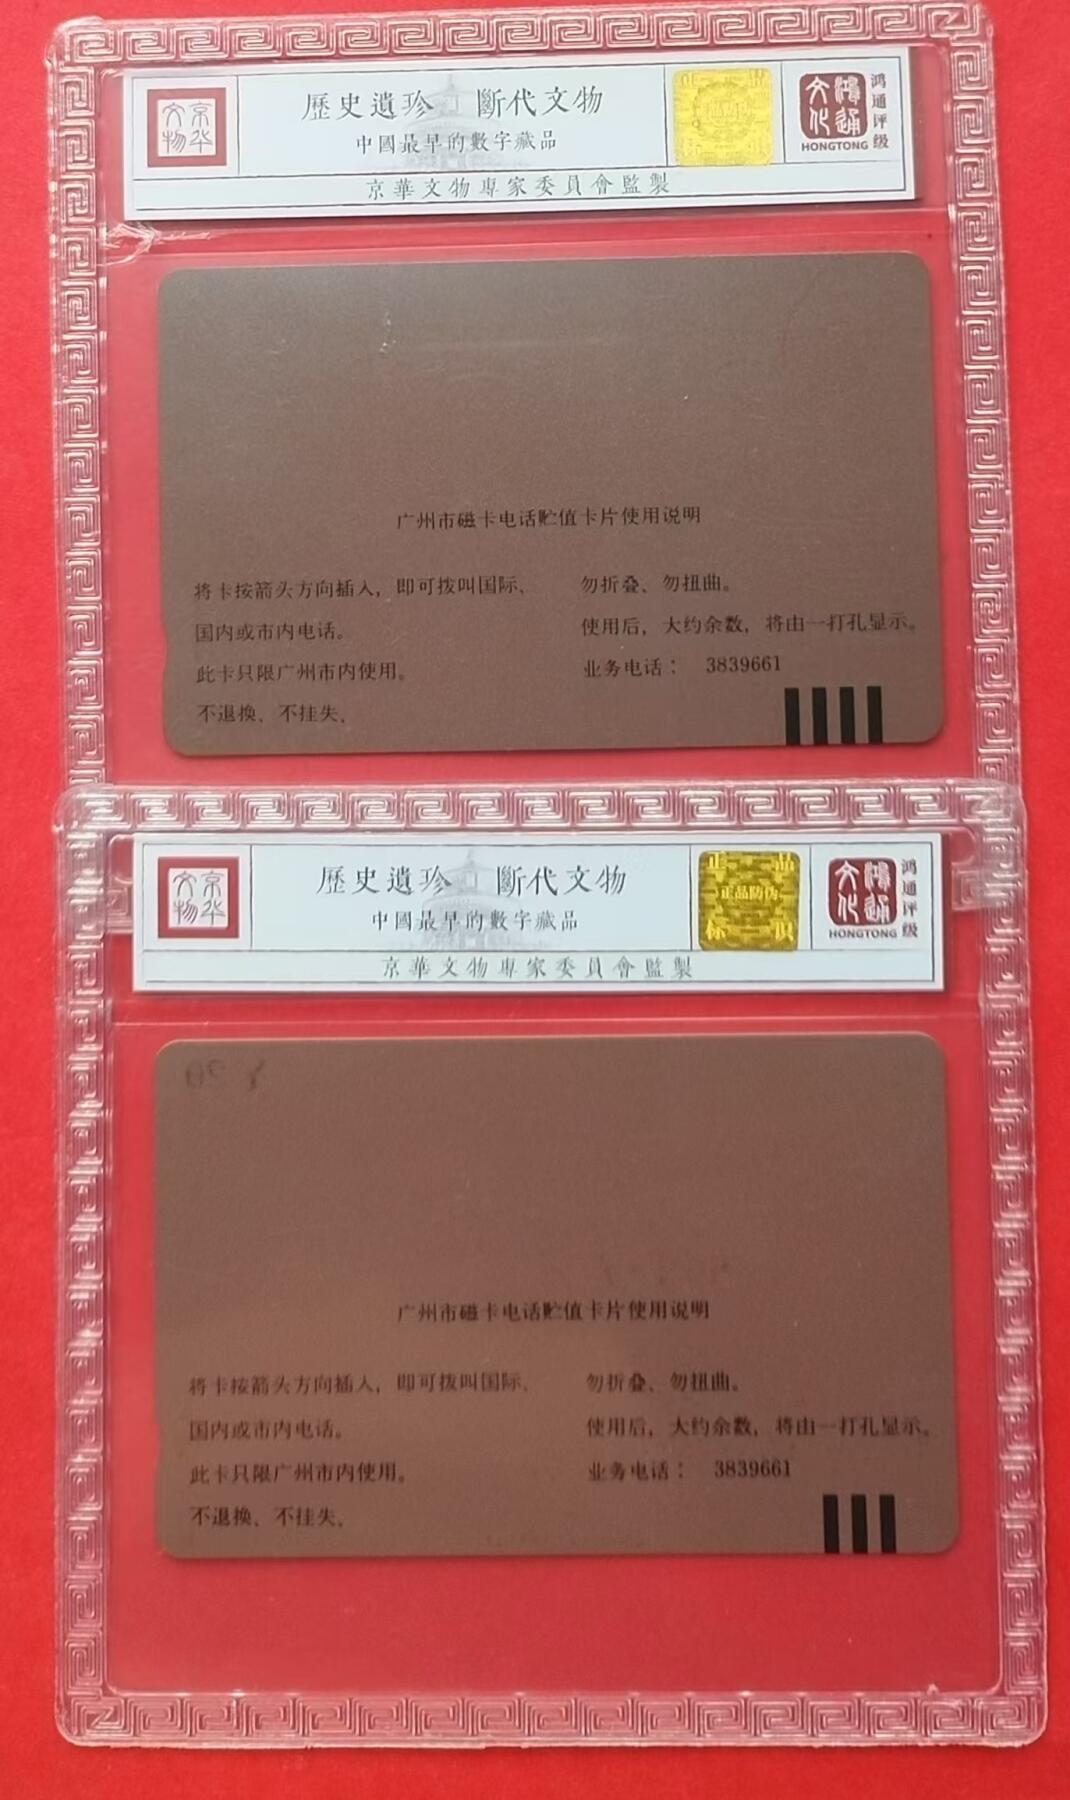 京华
文物
歷史遺珍 斷代文物
中國最早的數字藏品
京華文物專家委員會監製
鸿通
文化
HONGTONG
鸿通评级
广州市磁卡电话贮值卡片使用说明
将卡按箭头方向插入，即可拨叫国际、
国内或市内电话。
此卡只限广州市内使用。
不退换、不挂失、
勿折叠、勿扭曲。
使用后，大约余数，将由一打孔显示。
业务电话： 3839661
京华
文物
歷史遺珍 斷代文物
中國最早的數字藏品
京華文物專家委員會監製
正品
正品防伪
标识
鸿通
文化
HONGTONG
鸿通评级
广州市磁卡电话贮值卡片使用说明
将卡按箭头方向插入，即可拨叫国际、
国内或市内电话。
此卡只限广州市内使用。
不退换、不挂失、
勿折叠、勿扭曲。
使用后，大约余数，将由一打孔显示。
业务电话： 3839661